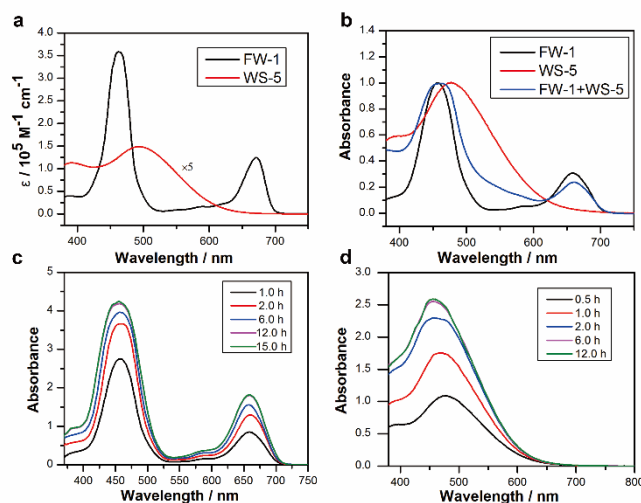 a
FW-1
WS-5
×5
ε / 10⁵ M⁻¹ cm⁻¹
4.0
3.5
3.0
2.5
2.0
1.5
1.0
0.5
0.0
400 500 600 700
Wavelength / nm
b
FW-1
WS-5
FW-1+WS-5
Absorbance
1.4
1.2
1.0
0.8
0.6
0.4
0.2
0.0
400 500 600 700
Wavelength / nm
c
1.0 h
2.0 h
6.0 h
12.0 h
15.0 h
Absorbance
5
4
3
2
1
0
400 450 500 550 600 650 700 750
Wavelength / nm
d
0.5 h
1.0 h
2.0 h
6.0 h
12.0 h
Absorbance
3.0
2.5
2.0
1.5
1.0
0.5
0.0
400 500 600 700 800
Wavelength / nm